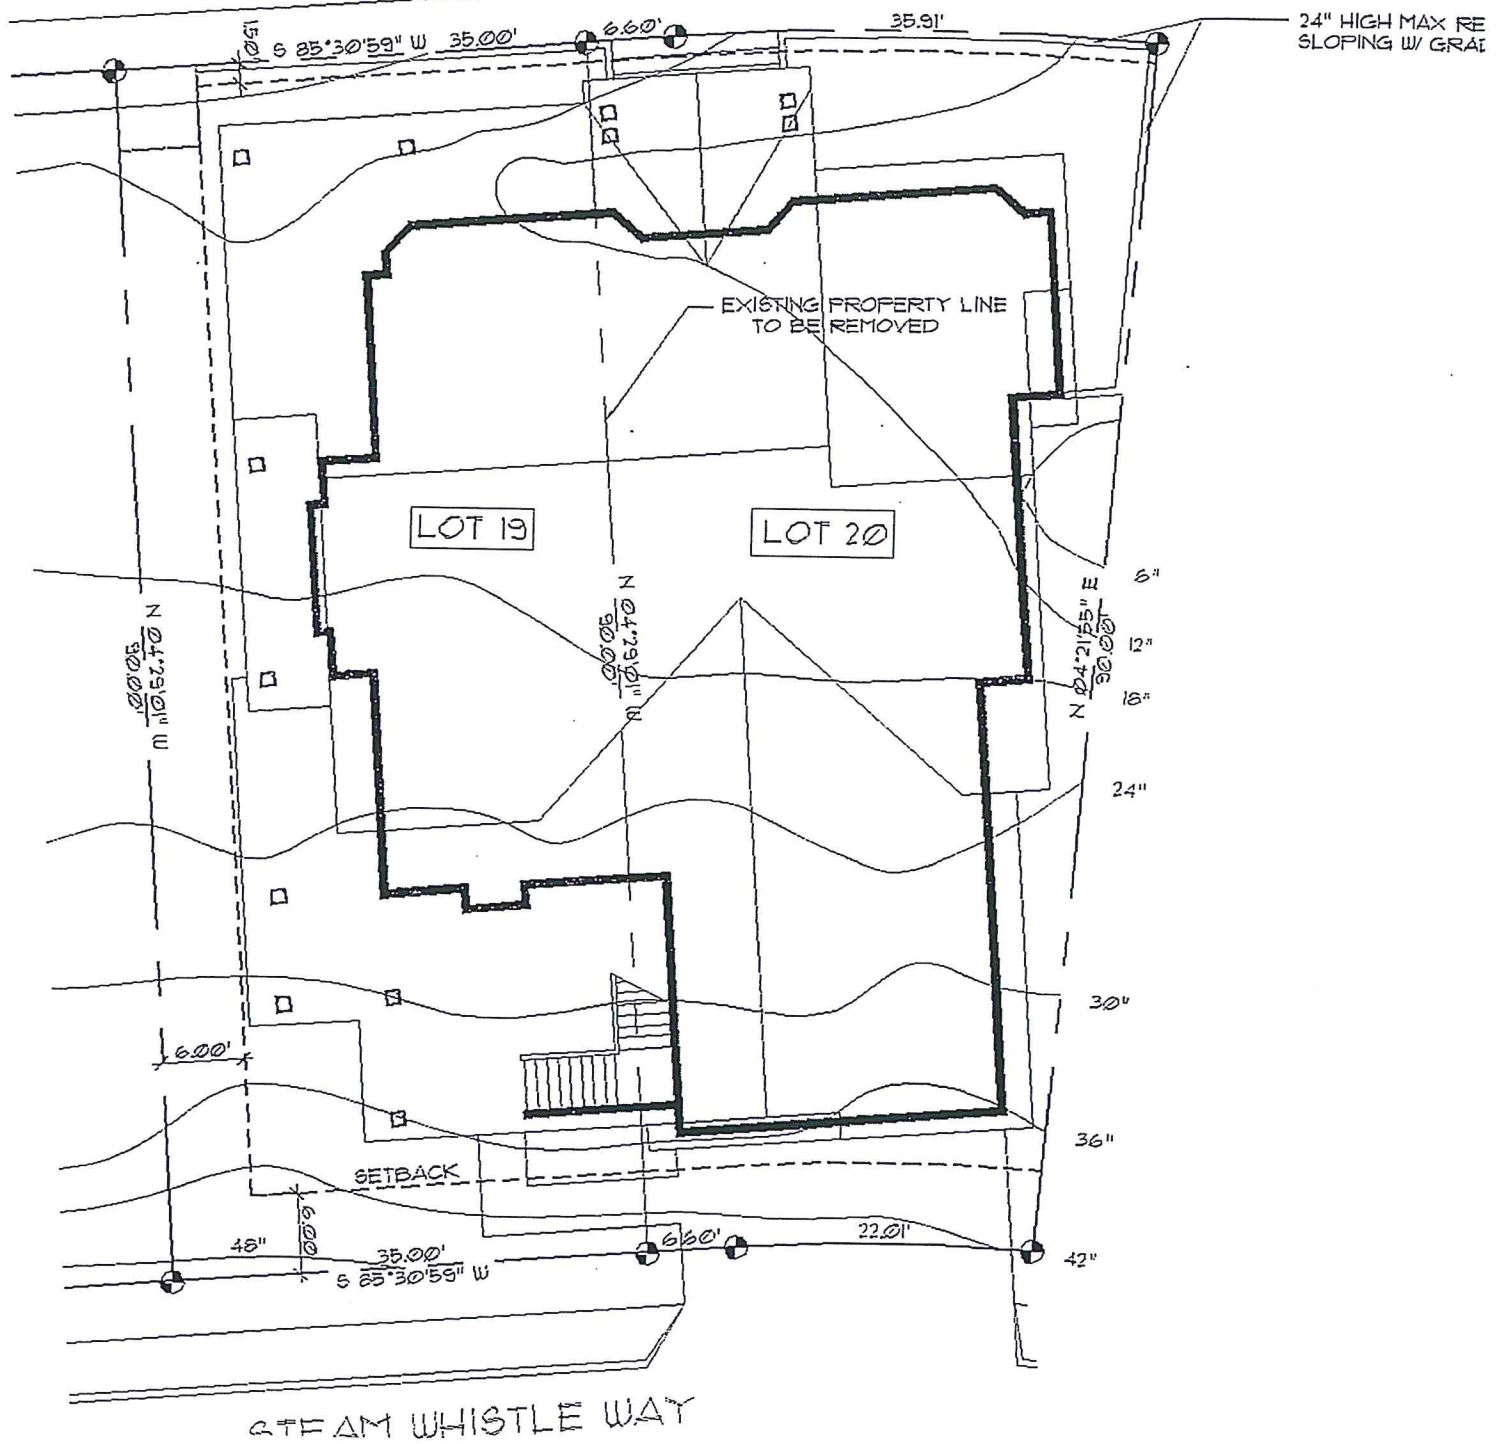 24" HIGH MAX RE
SLOPING W/ GRAD
1.50'
S 85°30'59" W 35.00'
6.60'
35.91'
EXISTING PROPERTY LINE
TO BE REMOVED
LOT 19
LOT 20
N 04°29'01" W
90.00'
N 04°29'01" W
90.00'
N 04°21'55" E
90.00'
6"
12"
18"
24"
30"
36"
42"
6.00'
SETBACK
6.00'
48"
35.00'
S 85°30'59" W
6.60'
22.01'
STEAM WHISTLE WAY